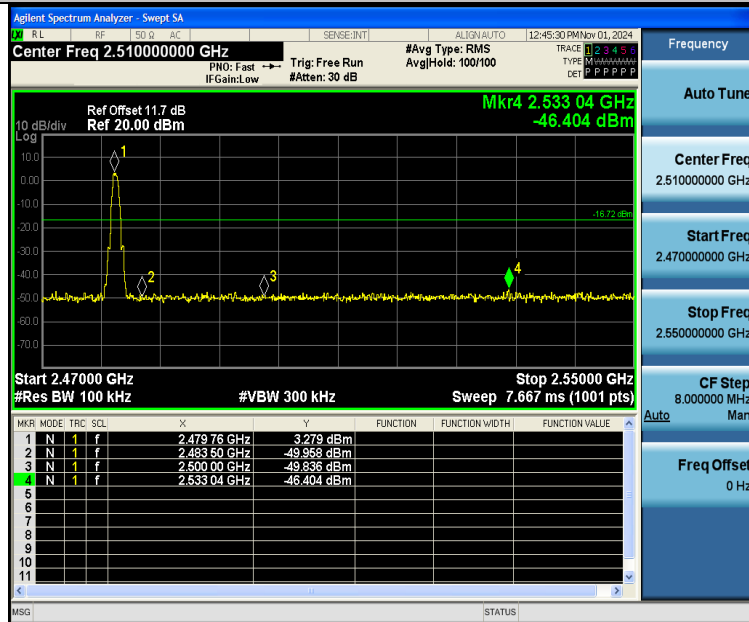 Agilent Spectrum Analyzer - Swept SA
LXI RL RF 50 Ω AC SENSE:INT ALIGNAUTO 12:45:30 PM Nov 01, 2024
Center Freq 2.510000000 GHz
PNO: Fast
IFGain:Low
Trig: Free Run
#Atten: 30 dB
#Avg Type: RMS
Avg|Hold: 100/100
TRACE 1 2 3 4 5 6
TYPE M
DET P P P P P P
Mkr4 2.533 04 GHz
-46.404 dBm
Ref Offset 11.7 dB
10 dB/div Ref 20.00 dBm
Log
10.0
0.00
-10.0
-20.0
-30.0
-40.0
-50.0
-60.0
-70.0
1
2
3
4
-16.72 dBm
Start 2.47000 GHz Stop 2.55000 GHz
#Res BW 100 kHz #VBW 300 kHz Sweep 7.667 ms (1001 pts)
MKR MODE TRC SCL X Y FUNCTION FUNCTION WIDTH FUNCTION VALUE
1 N 1 f 2.479 76 GHz 3.279 dBm
2 N 1 f 2.483 50 GHz -49.958 dBm
3 N 1 f 2.500 00 GHz -49.836 dBm
4 N 1 f 2.533 04 GHz -46.404 dBm
5
6
7
8
9
10
11
MSG STATUS
Frequency
Auto Tune
Center Freq
2.510000000 GHz
Start Freq
2.470000000 GHz
Stop Freq
2.550000000 GHz
CF Step
8.000000 MHz
Auto Man
Freq Offset
0 Hz